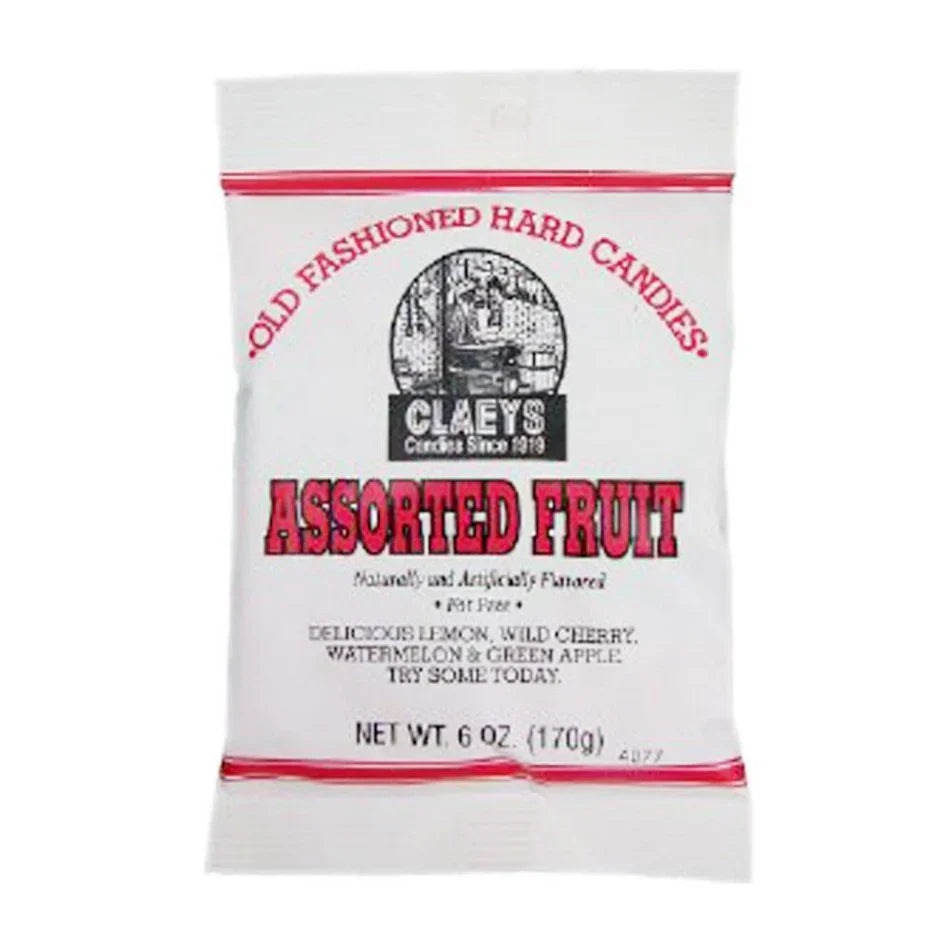 •OLD FASHIONED HARD CANDIES•
CLAEYS
Candies Since 1919
ASSORTED FRUIT
Naturally and Artificially Flavored
• Fat Free •
DELICIOUS LEMON, WILD CHERRY,
WATERMELON & GREEN APPLE.
TRY SOME TODAY.
NET WT. 6 OZ. (170g)
4077